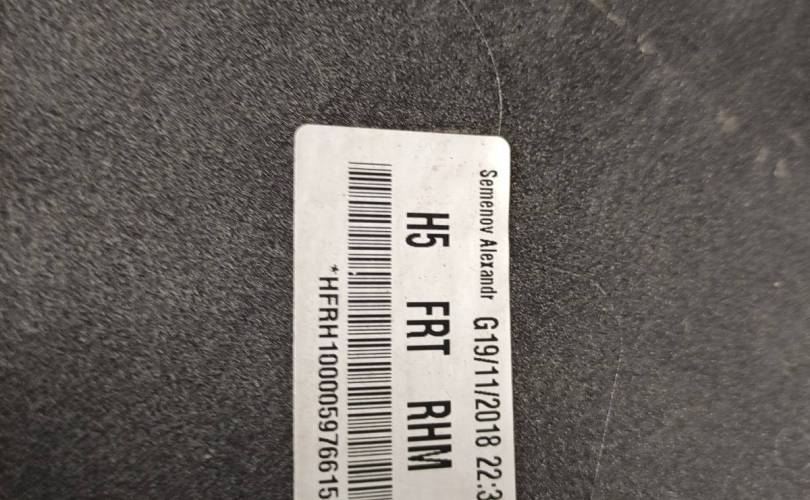 Semenov Alexandr G19/11/2018 22:3
H5 FRT RHM
*HFRH100005976615